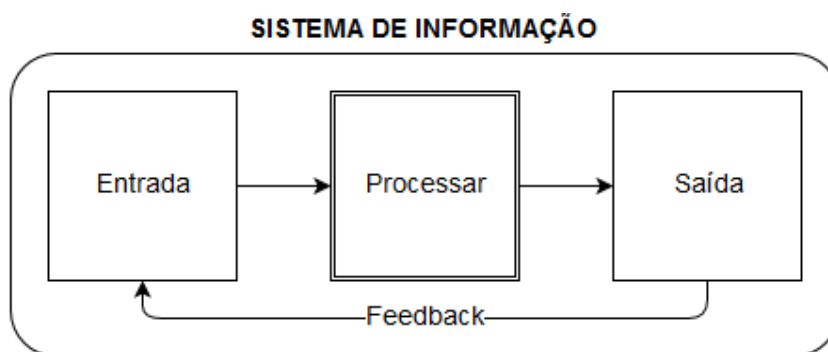 SISTEMA DE INFORMAÇÃO
Entrada
Processar
Saída
Feedback